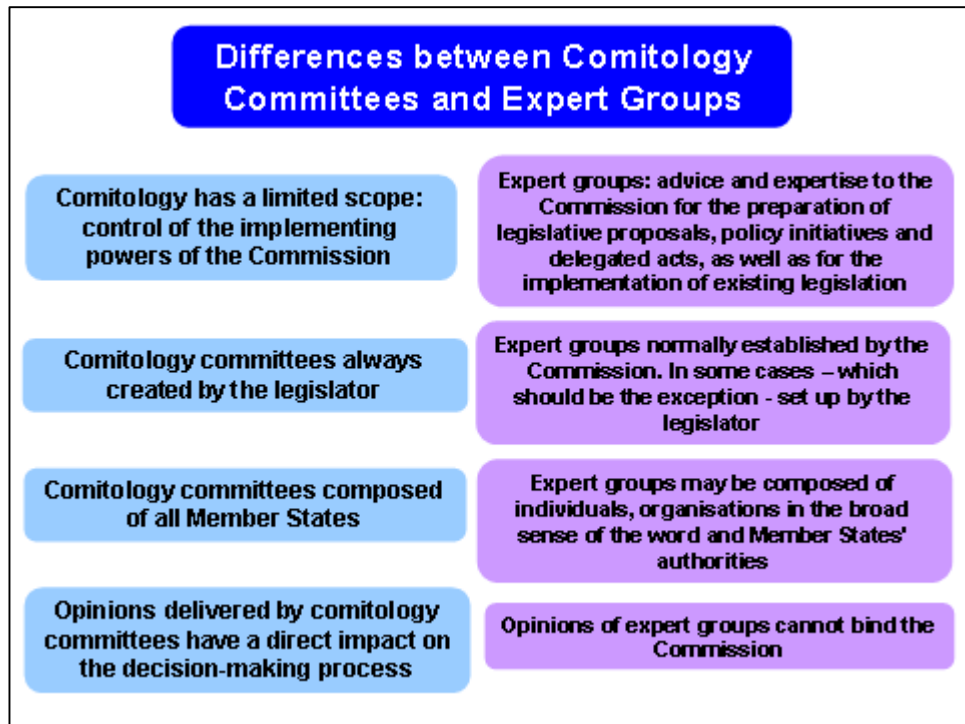 Differences between Comitology
Committees and Expert Groups
Comitology has a limited scope:
control of the implementing
powers of the Commission
Expert groups: advice and expertise to the
Commission for the preparation of
legislative proposals, policy initiatives and
delegated acts, as well as for the
implementation of existing legislation
Comitology committees always
created by the legislator
Expert groups normally established by the
Commission. In some cases – which
should be the exception - set up by the
legislator
Comitology committees composed
of all Member States
Expert groups may be composed of
individuals, organisations in the broad
sense of the word and Member States'
authorities
Opinions delivered by comitology
committees have a direct impact on
the decision-making process
Opinions of expert groups cannot bind the
Commission